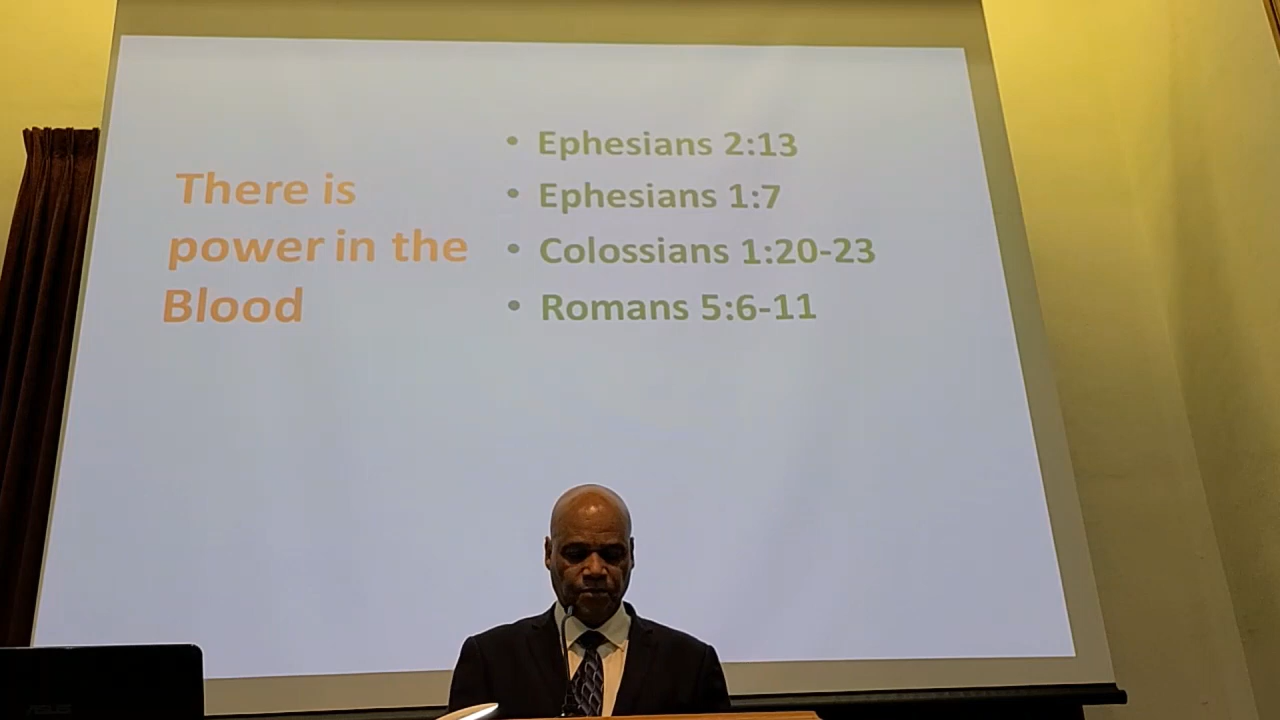 There is
power in the
Blood
• Ephesians 2:13
• Ephesians 1:7
• Colossians 1:20-23
• Romans 5:6-11
ASUS